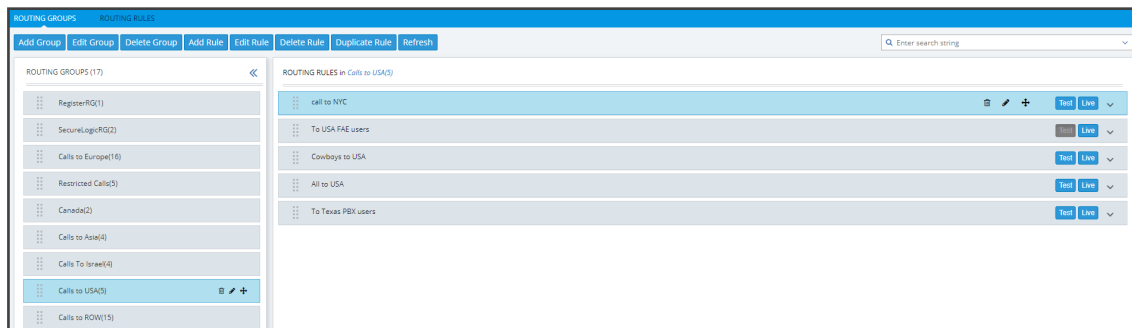 ROUTING GROUPS ROUTING RULES
Add Group Edit Group Delete Group Add Rule Edit Rule Delete Rule Duplicate Rule Refresh Enter search string
ROUTING GROUPS (17)
RegisterRG(1)
SecureLogicRG(2)
Calls to Europe(16)
Restricted Calls(5)
Canada(2)
Calls to Asia(4)
Calls To Israel(4)
Calls to USA(5)
Calls to ROW(15)
ROUTING RULES in Calls to USA(5)
call to NYC Test Live
To USA FAE users Test Live
Cowboys to USA Test Live
All to USA Test Live
To Texas PBX users Test Live